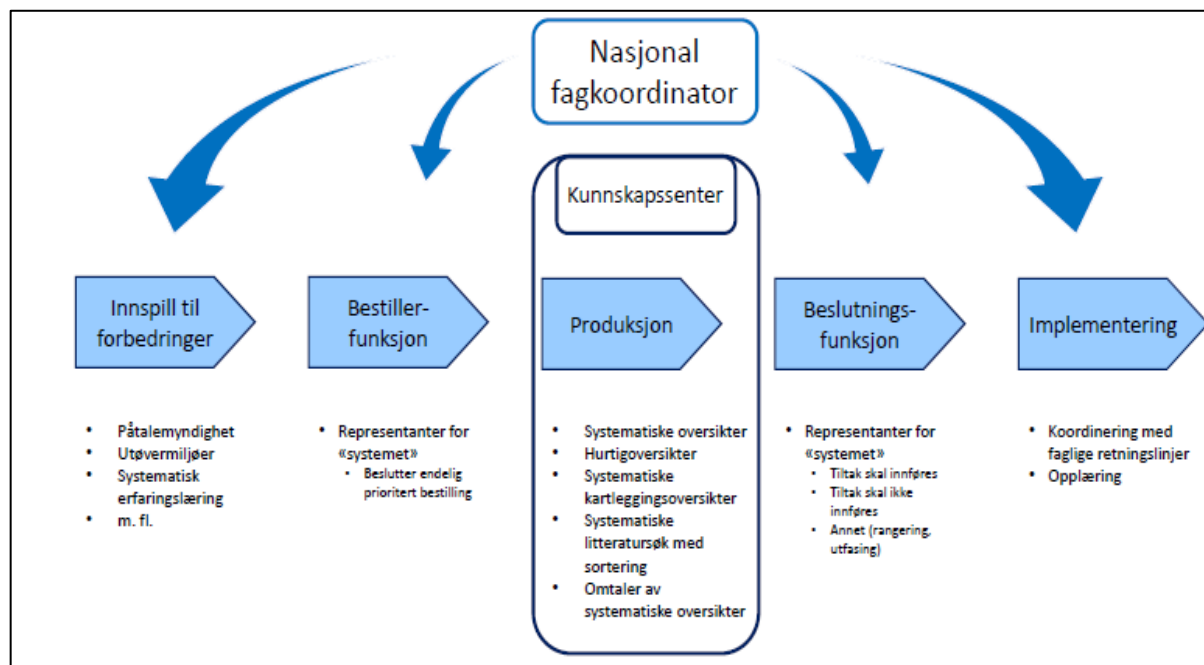 Nasjonal
fagkoordinator
Kunnskapssenter
Innspill til
forbedringer
Bestiller-
funksjon
Produksjon
Beslutnings-
funksjon
Implementering
• Påtalemyndighet
• Utøvermiljøer
• Systematisk
erfaringslæring
• m. fl.
• Representanter for
«systemet»
• Beslutter endelig
prioritert bestilling
• Systematiske oversikter
• Hurtigoversikter
• Systematiske
kartleggingsoversikter
• Systematiske
litteratursøk med
sortering
• Omtaler av
systematiske oversikter
• Representanter for
«systemet»
• Tiltak skal innføres
• Tiltak skal ikke
innføres
• Annet (rangering,
utfasing)
• Koordinering med
faglige retningslinjer
• Opplæring